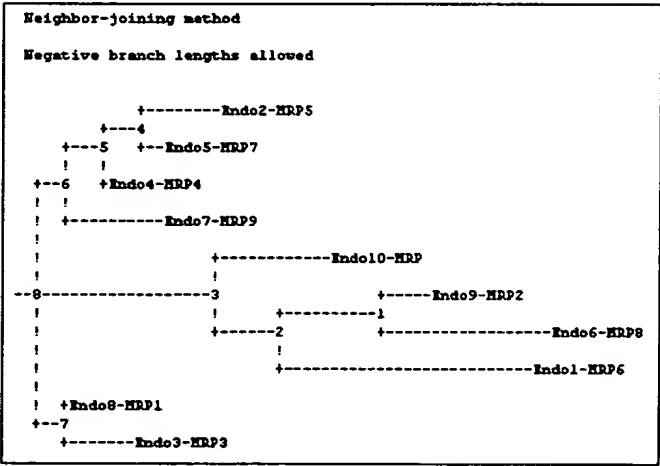 Neighbor-joining method
Negative branch lengths allowed
+---------Endo2-MRP5
+---4
+---5 +--Endo5-MRP7
! !
+--6 +Endo4-MRP4
! !
! +-----------Endo7-MRP9
!
! +------------Endo10-MRP
! !
--8-------------------3 +-----Endo9-MRP2
! ! +----------1
! +------2 +------------------Endo6-MRP8
! !
! +---------------------------Endo1-MRP6
!
! +Endo8-MRP1
+--7
+-------Endo3-MRP3